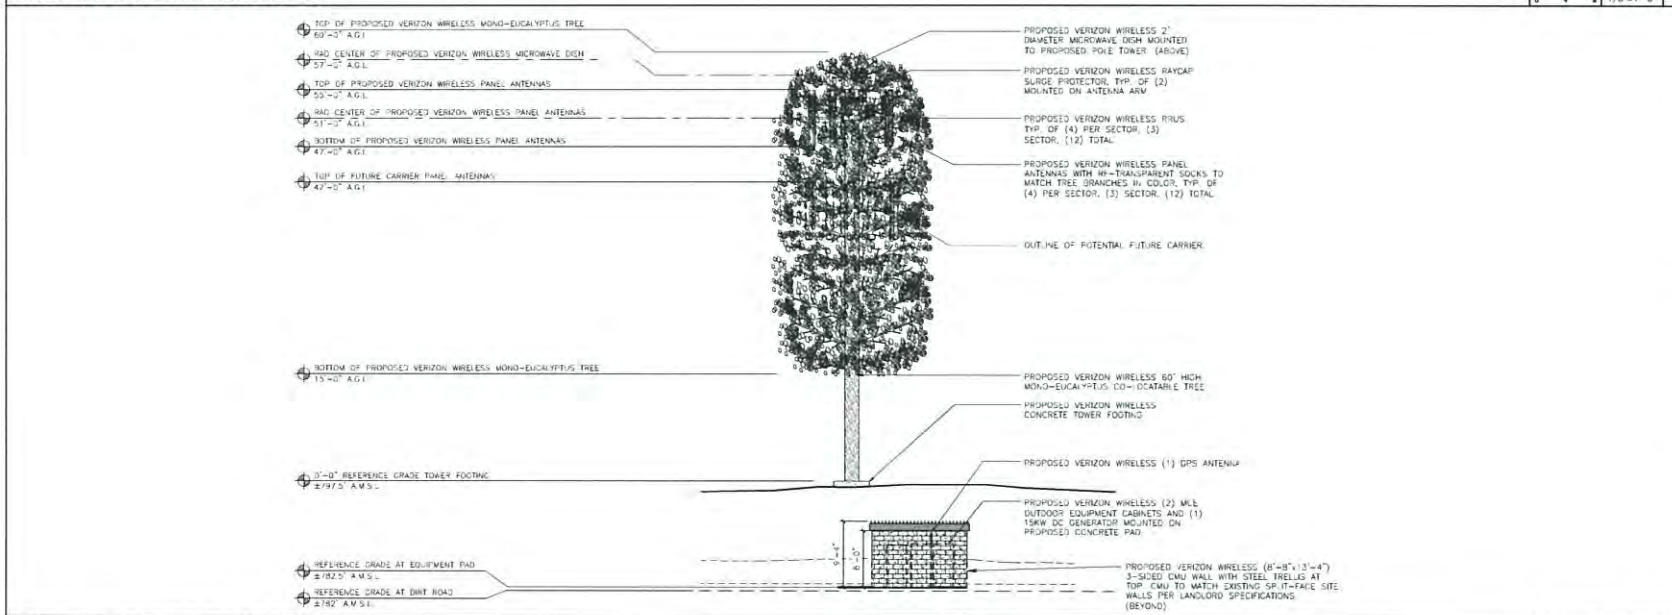 TOP OF PROPOSED VERIZON WIRELESS MONO-EUCALYPTUS TREE
60'-0" A.G.L.
RAD CENTER OF PROPOSED VERIZON WIRELESS MICROWAVE DISH
57'-0" A.G.L.
TOP OF PROPOSED VERIZON WIRELESS PANEL ANTENNAS
55'-0" A.G.L.
RAD CENTER OF PROPOSED VERIZON WIRELESS PANEL ANTENNAS
51'-0" A.G.L.
BOTTOM OF PROPOSED VERIZON WIRELESS PANEL ANTENNAS
47'-0" A.G.L.
TOP OF FUTURE CARRIER PANEL ANTENNAS
42'-0" A.G.L.
BOTTOM OF PROPOSED VERIZON WIRELESS MONO-EUCALYPTUS TREE
15'-0" A.G.L.
0'-0" REFERENCE GRADE TOWER FOOTING
±797.5' A.M.S.L.
REFERENCE GRADE AT EQUIPMENT PAD
±782.5' A.M.S.L.
REFERENCE GRADE AT DIRT ROAD
±782' A.M.S.L.
9'-4"
8'-0"
PROPOSED VERIZON WIRELESS 2'
DIAMETER MICROWAVE DISH MOUNTED
TO PROPOSED POLE TOWER (ABOVE)
PROPOSED VERIZON WIRELESS RAYCAP
SURGE PROTECTOR, TYP. OF (2)
MOUNTED ON ANTENNA ARM
PROPOSED VERIZON WIRELESS RRUS
TYP. OF (4) PER SECTOR, (3)
SECTOR, (12) TOTAL
PROPOSED VERIZON WIRELESS PANEL
ANTENNAS WITH RF-TRANSPARENT SOCKS TO
MATCH TREE BRANCHES IN COLOR, TYP. OF
(4) PER SECTOR, (3) SECTOR, (12) TOTAL
OUTLINE OF POTENTIAL FUTURE CARRIER
PROPOSED VERIZON WIRELESS 60' HIGH
MONO-EUCALYPTUS CO-LOCATABLE TREE
PROPOSED VERIZON WIRELESS
CONCRETE TOWER FOOTING
PROPOSED VERIZON WIRELESS (1) GPS ANTENNA
PROPOSED VERIZON WIRELESS (2) MCE
OUTDOOR EQUIPMENT CABINETS AND (1)
15KW DC GENERATOR MOUNTED ON
PROPOSED CONCRETE PAD
PROPOSED VERIZON WIRELESS (8'-8"x13'-4")
3-SIDED CMU WALL WITH STEEL TRELLIS AT
TOP. CMU TO MATCH EXISTING SPLIT-FACE SITE
WALLS PER LANDLORD SPECIFICATIONS
(BEYOND)